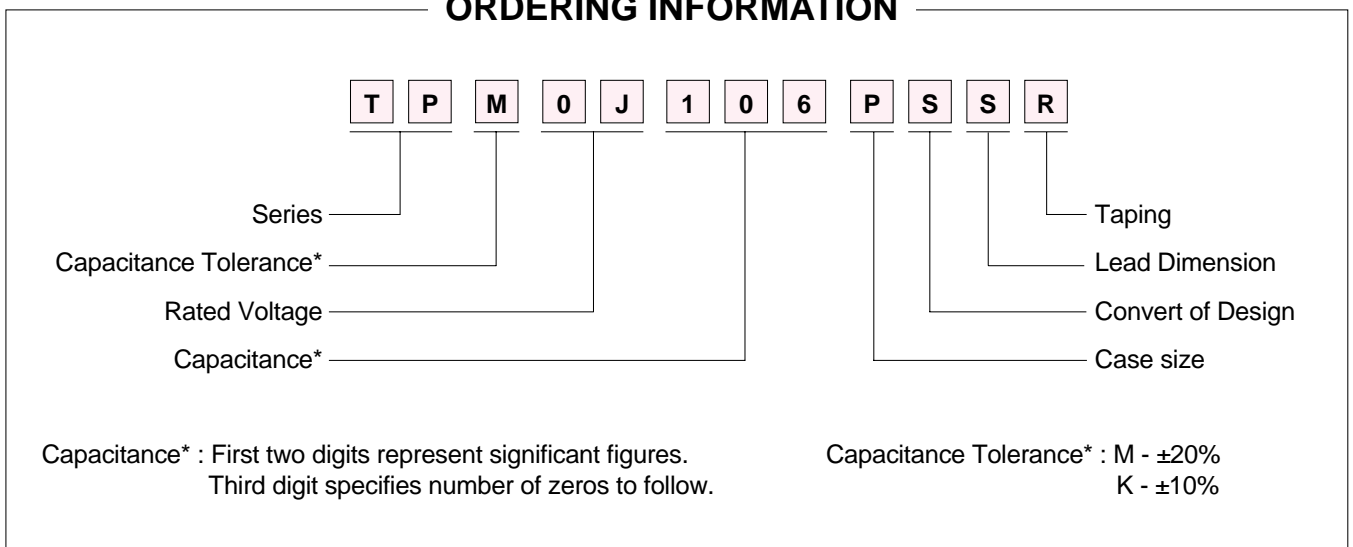 ORDERING INFORMATION
T P M 0 J 1 0 6 P S S R
Series
Capacitance Tolerance*
Rated Voltage
Capacitance*
Taping
Lead Dimension
Convert of Design
Case size
Capacitance* : First two digits represent significant figures.
Third digit specifies number of zeros to follow.
Capacitance Tolerance* : M - ±20%
K - ±10%